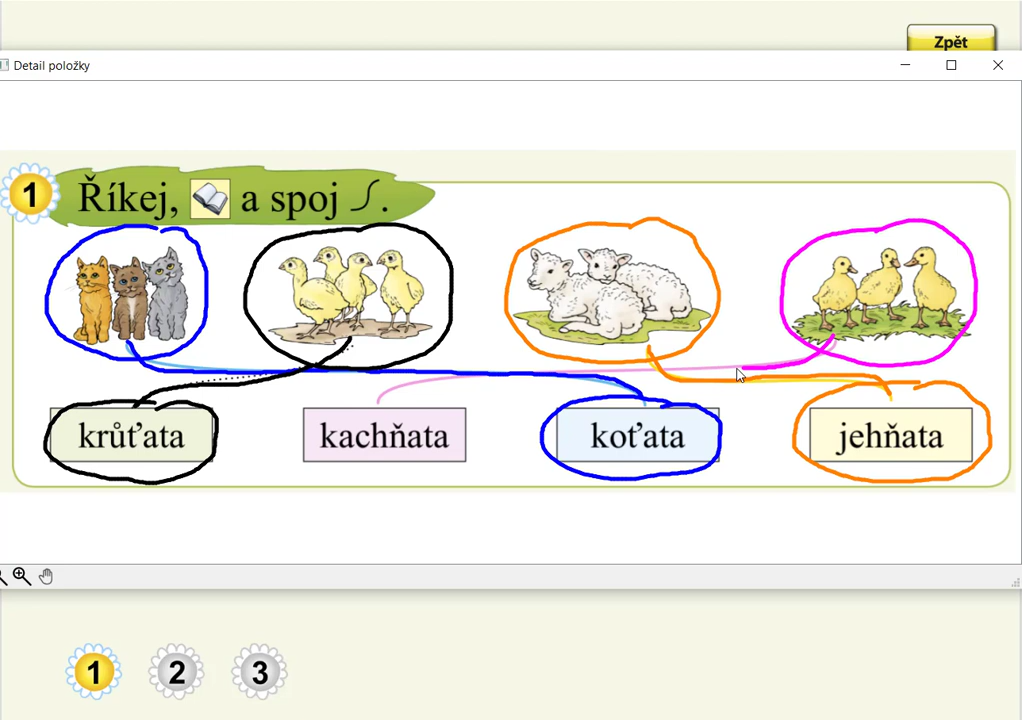 Zpět
Detail položky
1 Říkej, a spoj .
krůťata kachňata koťata jehňata
1 2 3